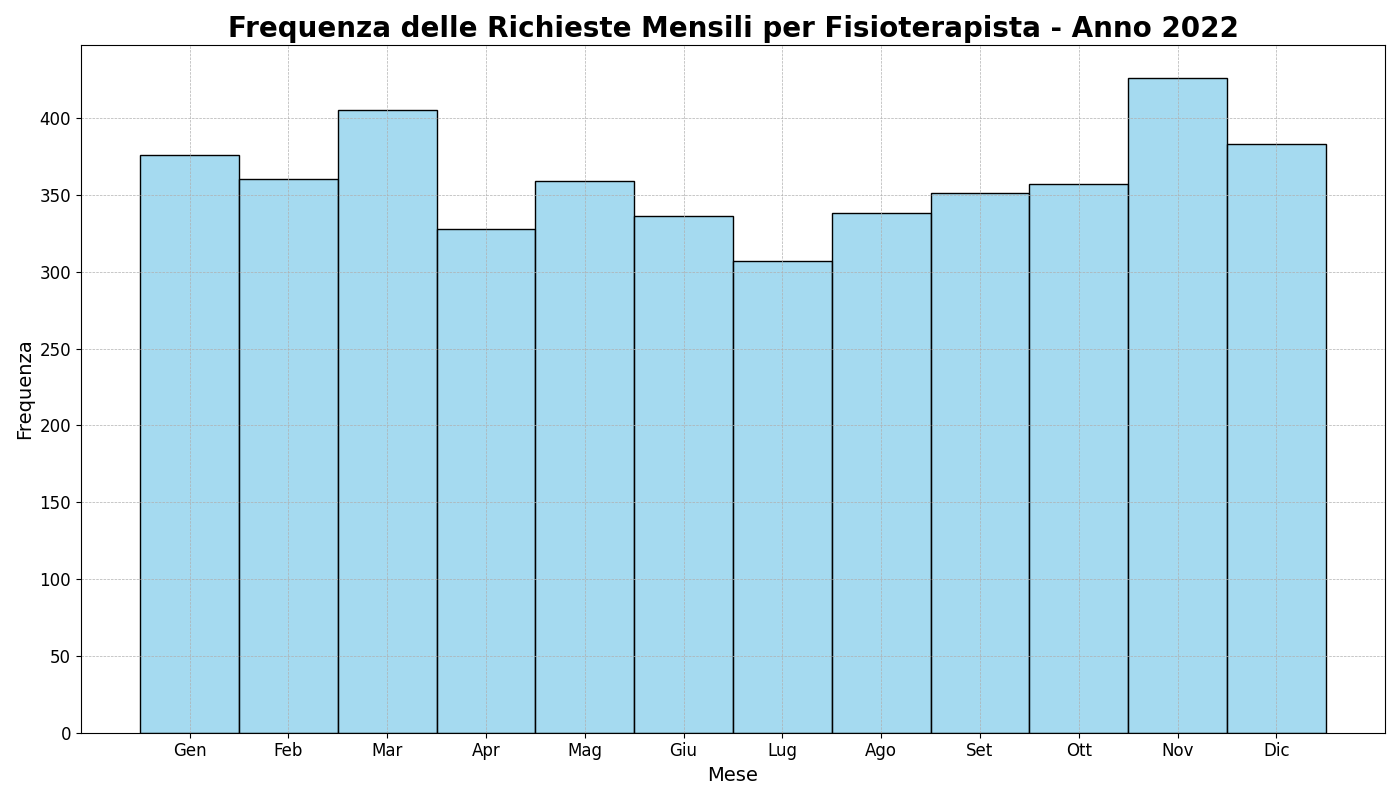 Frequenza delle Richieste Mensili per Fisioterapista - Anno 2022
Frequenza
400
350
300
250
200
150
100
50
0
Gen Feb Mar Apr Mag Giu Lug Ago Set Ott Nov Dic
Mese